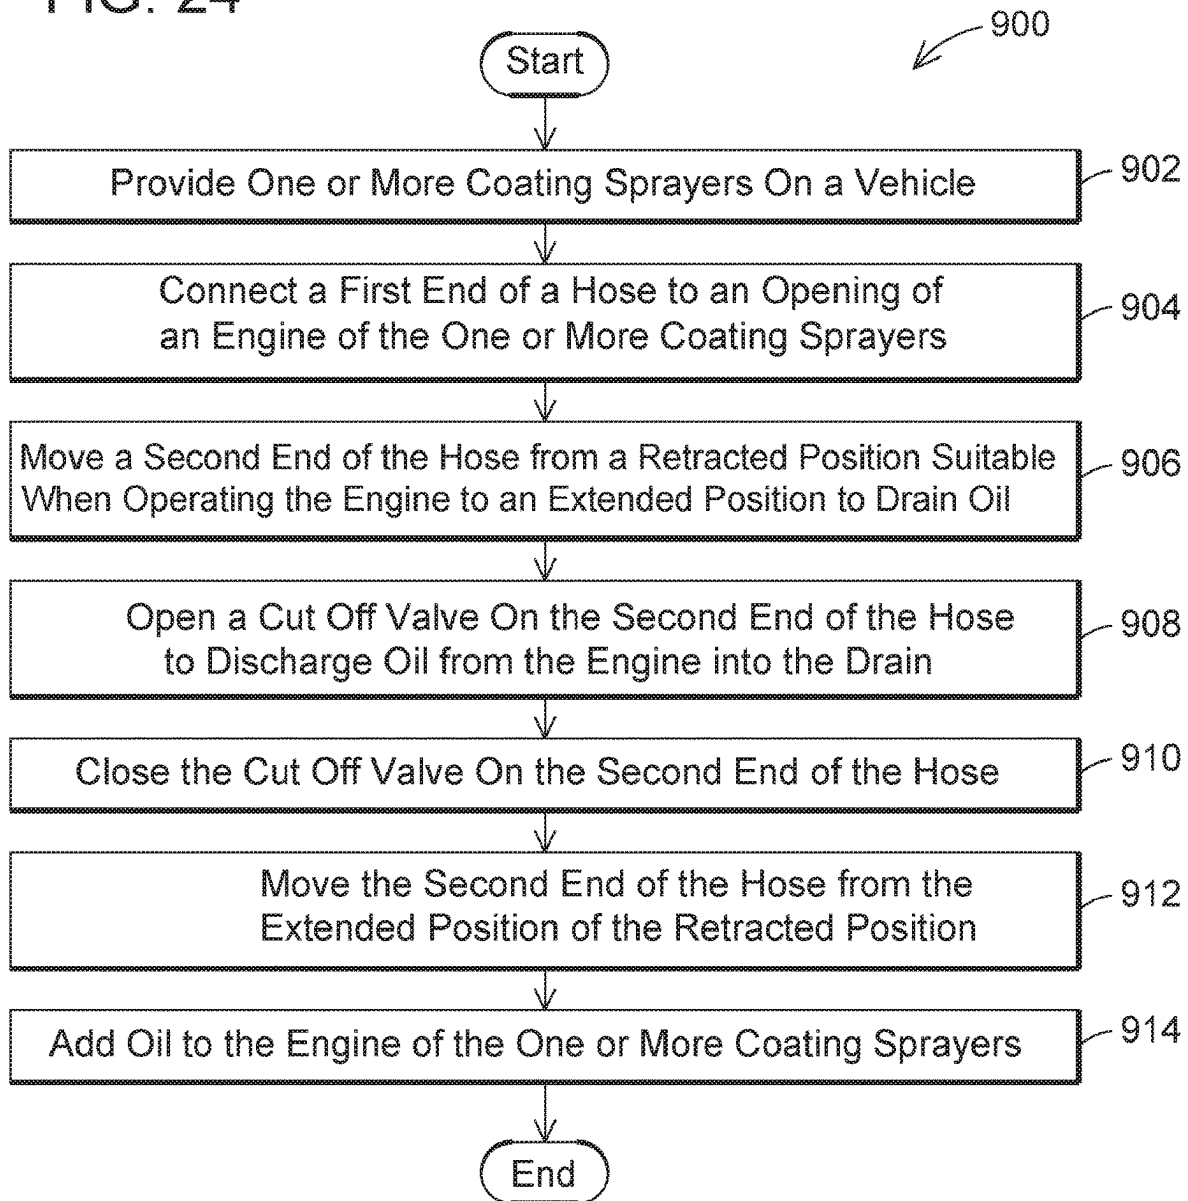 FIG. 24
900
Start
Provide One or More Coating Sprayers On a Vehicle
902
Connect a First End of a Hose to an Opening of
an Engine of the One or More Coating Sprayers
904
Move a Second End of the Hose from a Retracted Position Suitable
When Operating the Engine to an Extended Position to Drain Oil
906
Open a Cut Off Valve On the Second End of the Hose
to Discharge Oil from the Engine into the Drain
908
Close the Cut Off Valve On the Second End of the Hose
910
Move the Second End of the Hose from the
Extended Position of the Retracted Position
912
Add Oil to the Engine of the One or More Coating Sprayers
914
End